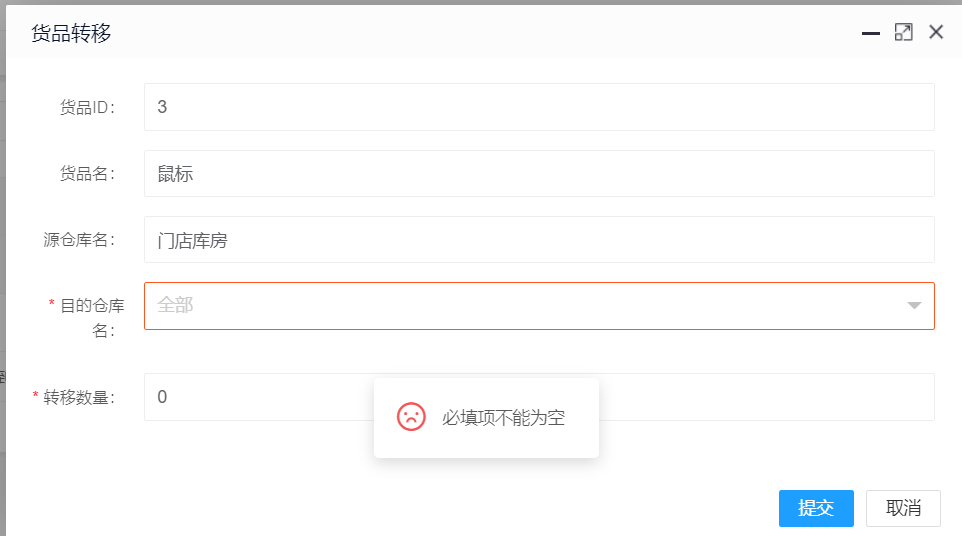 货品转移
货品ID：
3
货品名：
鼠标
源仓库名：
门店库房
* 目的仓库
名：
全部
* 转移数量：
0
必填项不能为空
提交
取消